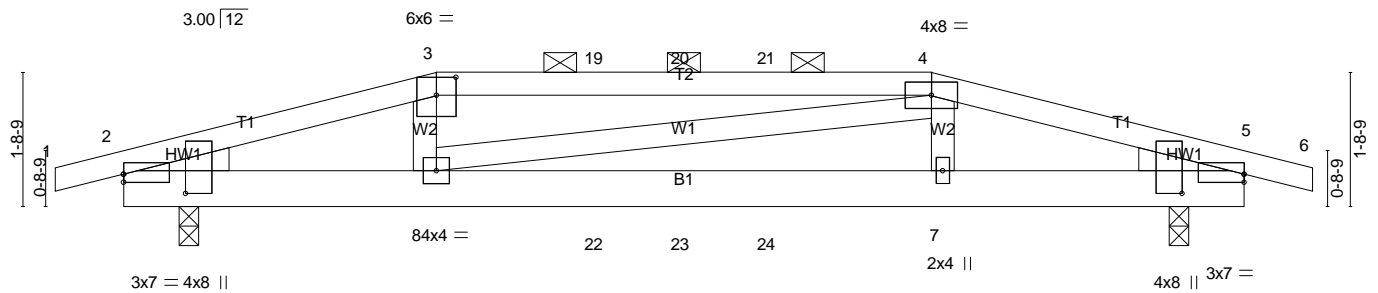 3.00 12
6x6 =
4x8 =
3
19
20
21
4
T2
1-8-9
1-8-9
2
T1
W2
W1
W2
T1
5
1
HW1
HW1
6
0-8-9
0-8-9
B1
84x4 =
22
23
24
7
2x4 ||
3x7 = 4x8 ||
4x8 || 3x7 =